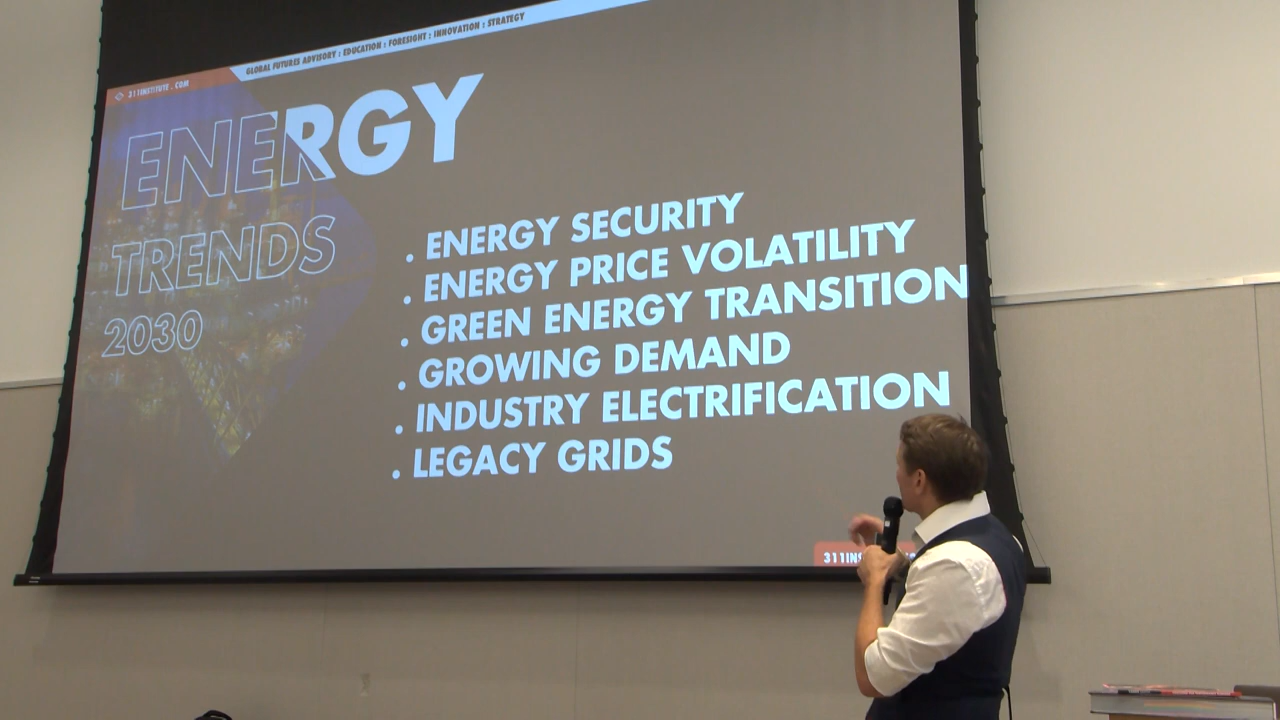 311INSTITUTE . COM
GLOBAL FUTURES ADVISORY : EDUCATION : FORESIGHT : INNOVATION : STRATEGY
ENERGY
TRENDS
2030
. ENERGY SECURITY
. ENERGY PRICE VOLATILITY
. GREEN ENERGY TRANSITION
. GROWING DEMAND
. INDUSTRY ELECTRIFICATION
. LEGACY GRIDS